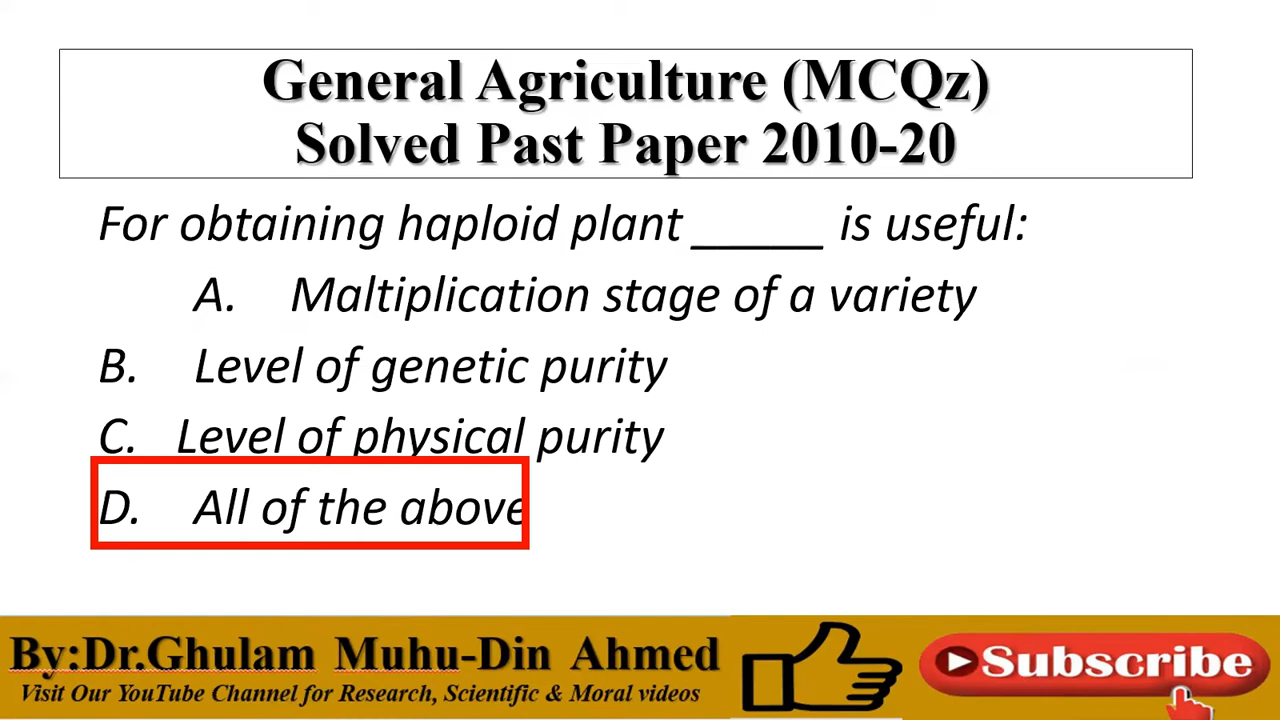 General Agriculture (MCQz)
Solved Past Paper 2010-20
For obtaining haploid plant _____ is useful:
A. Maltiplication stage of a variety
B. Level of genetic purity
C. Level of physical purity
D. All of the above
By:Dr.Ghulam Muhu-Din Ahmed
Visit Our YouTube Channel for Research, Scientific & Moral videos
Subscribe